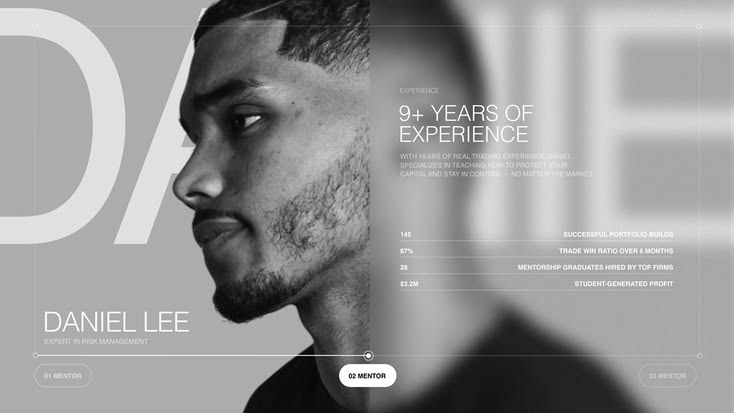 DANIE
EXPERIENCE
9+ YEARS OF
EXPERIENCE
WITH YEARS OF REAL TRADING EXPERIENCE, DANIEL
SPECIALIZES IN TEACHING HOW TO PROTECT YOUR
CAPITAL AND STAY IN CONTROL — NO MATTER THE MARKET.
145 SUCCESSFUL PORTFOLIO BUILDS
87% TRADE WIN RATIO OVER 6 MONTHS
28 MENTORSHIP GRADUATES HIRED BY TOP FIRMS
$3.2M STUDENT-GENERATED PROFIT
DANIEL LEE
EXPERT IN RISK MANAGEMENT
01 MENTOR
02 MENTOR
03 MENTOR